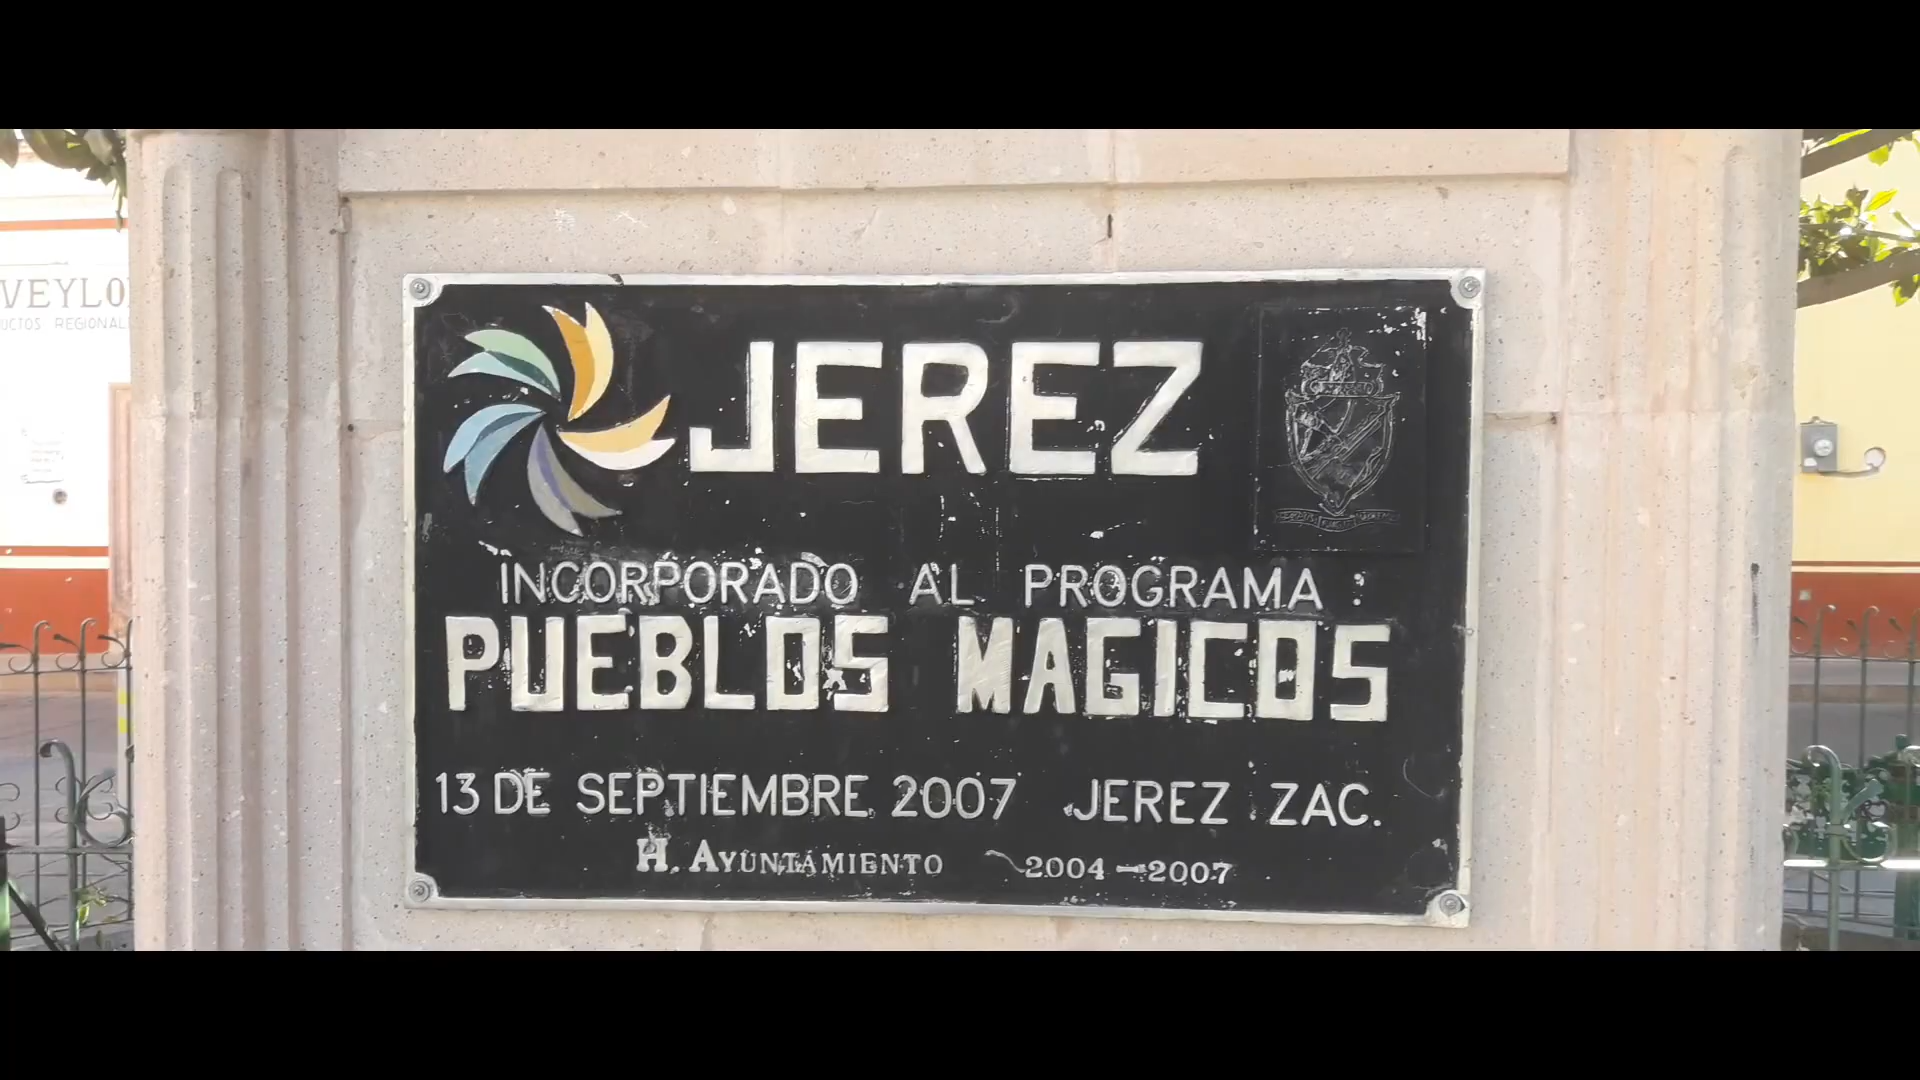 VEYLO
UCTOS REGIONAL
JEREZ
INCORPORADO AL PROGRAMA :
PUEBLOS MAGICOS
13 DE SEPTIEMBRE 2007 JEREZ ZAC.
H. AYUNTAMIENTO 2004-2007